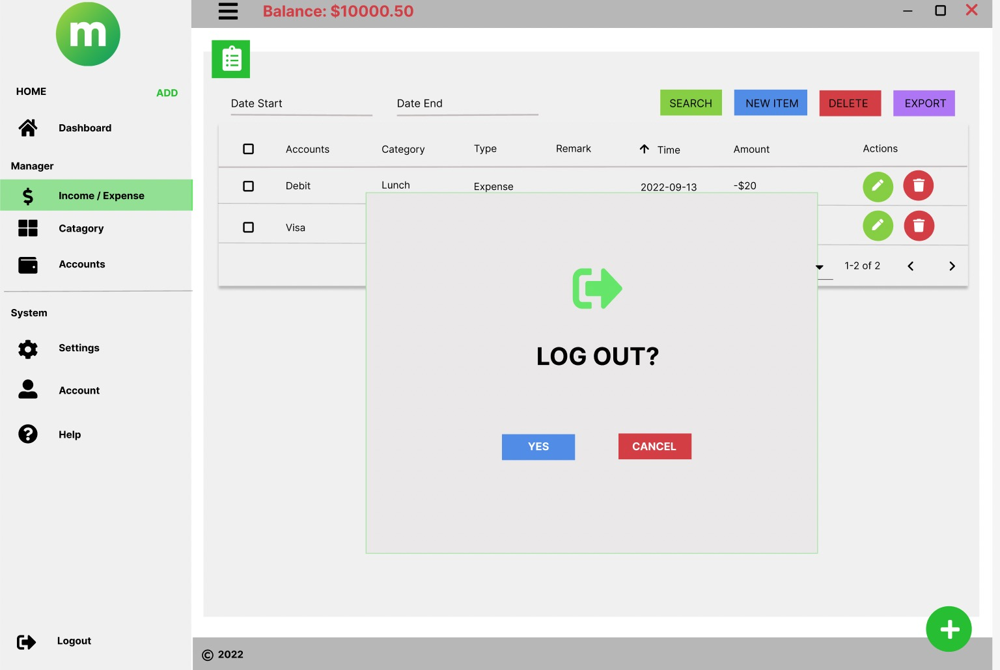 m
HOME
ADD
Dashboard
Manager
$ Income / Expense
Catagory
Accounts
System
Settings
Account
? Help
Logout
Balance: $10000.50
Date Start
Date End
SEARCH
NEW ITEM
DELETE
EXPORT
Accounts Category Type Remark Time Amount Actions
Debit Lunch Expense 2022-09-13 -$20
Visa
1-2 of 2
LOG OUT?
YES
CANCEL
© 2022